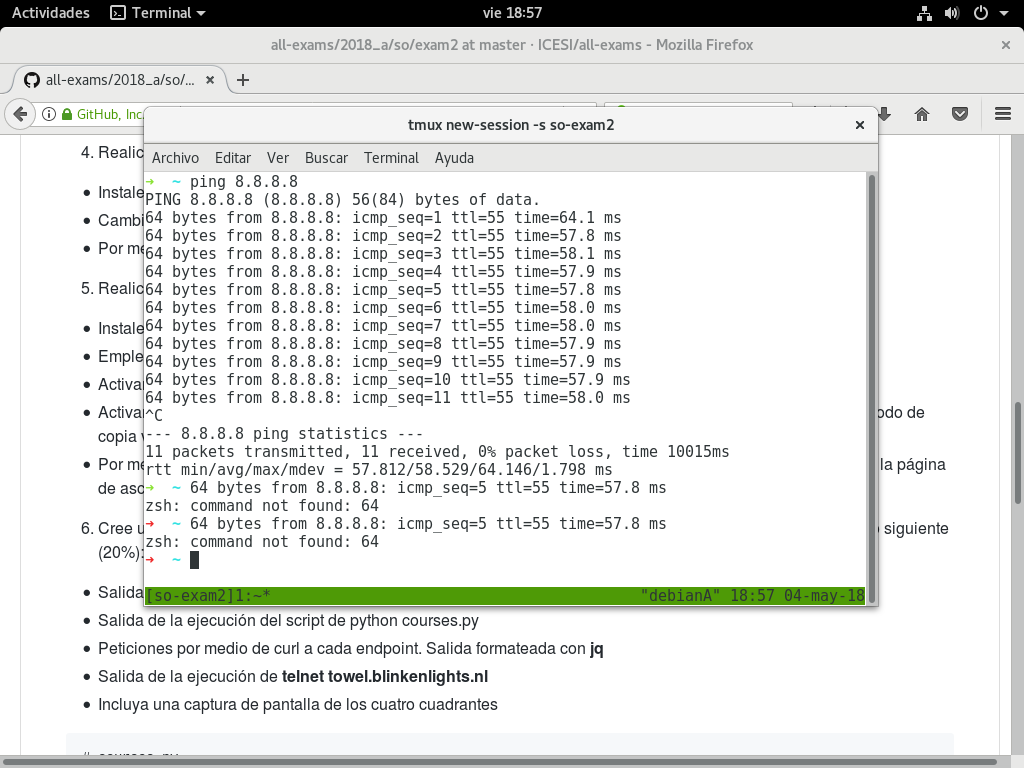 Actividades Terminal vie 18:57
all-exams/2018_a/so/exam2 at master · ICESI/all-exams - Mozilla Firefox
all-exams/2018_a/so/...
GitHub, Inc.
4. Realic
Instale
Cambi
Por me
5. Realic
Instale
Emple
Activar
Activar odo de
copia
Por me la página
de aso
6. Cree u siguiente
(20%):
Salida
tmux new-session -s so-exam2
Archivo Editar Ver Buscar Terminal Ayuda
➜ ~ ping 8.8.8.8
PING 8.8.8.8 (8.8.8.8) 56(84) bytes of data.
64 bytes from 8.8.8.8: icmp_seq=1 ttl=55 time=64.1 ms
64 bytes from 8.8.8.8: icmp_seq=2 ttl=55 time=57.8 ms
64 bytes from 8.8.8.8: icmp_seq=3 ttl=55 time=58.1 ms
64 bytes from 8.8.8.8: icmp_seq=4 ttl=55 time=57.9 ms
64 bytes from 8.8.8.8: icmp_seq=5 ttl=55 time=57.8 ms
64 bytes from 8.8.8.8: icmp_seq=6 ttl=55 time=58.0 ms
64 bytes from 8.8.8.8: icmp_seq=7 ttl=55 time=58.0 ms
64 bytes from 8.8.8.8: icmp_seq=8 ttl=55 time=57.9 ms
64 bytes from 8.8.8.8: icmp_seq=9 ttl=55 time=57.9 ms
64 bytes from 8.8.8.8: icmp_seq=10 ttl=55 time=57.9 ms
64 bytes from 8.8.8.8: icmp_seq=11 ttl=55 time=58.0 ms
^C
--- 8.8.8.8 ping statistics ---
11 packets transmitted, 11 received, 0% packet loss, time 10015ms
rtt min/avg/max/mdev = 57.812/58.529/64.146/1.798 ms
➜ ~ 64 bytes from 8.8.8.8: icmp_seq=5 ttl=55 time=57.8 ms
zsh: command not found: 64
➜ ~ 64 bytes from 8.8.8.8: icmp_seq=5 ttl=55 time=57.8 ms
zsh: command not found: 64
➜ ~
[so-exam2]1:~* "debianA" 18:57 04-may-18
Salida de la ejecución del script de python courses.py
Peticiones por medio de curl a cada endpoint. Salida formateada con jq
Salida de la ejecución de telnet towel.blinkenlights.nl
Incluya una captura de pantalla de los cuatro cuadrantes